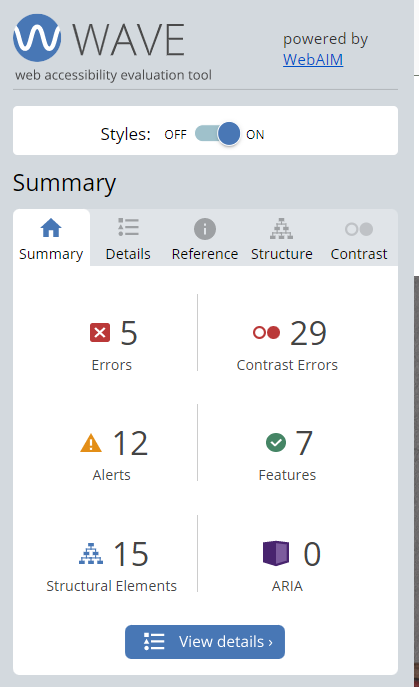 WAVE
web accessibility evaluation tool
powered by
WebAIM
Styles: OFF ON
Summary
Summary Details Reference Structure Contrast
5 29
Errors Contrast Errors
12 7
Alerts Features
15 0
Structural Elements ARIA
View details ›